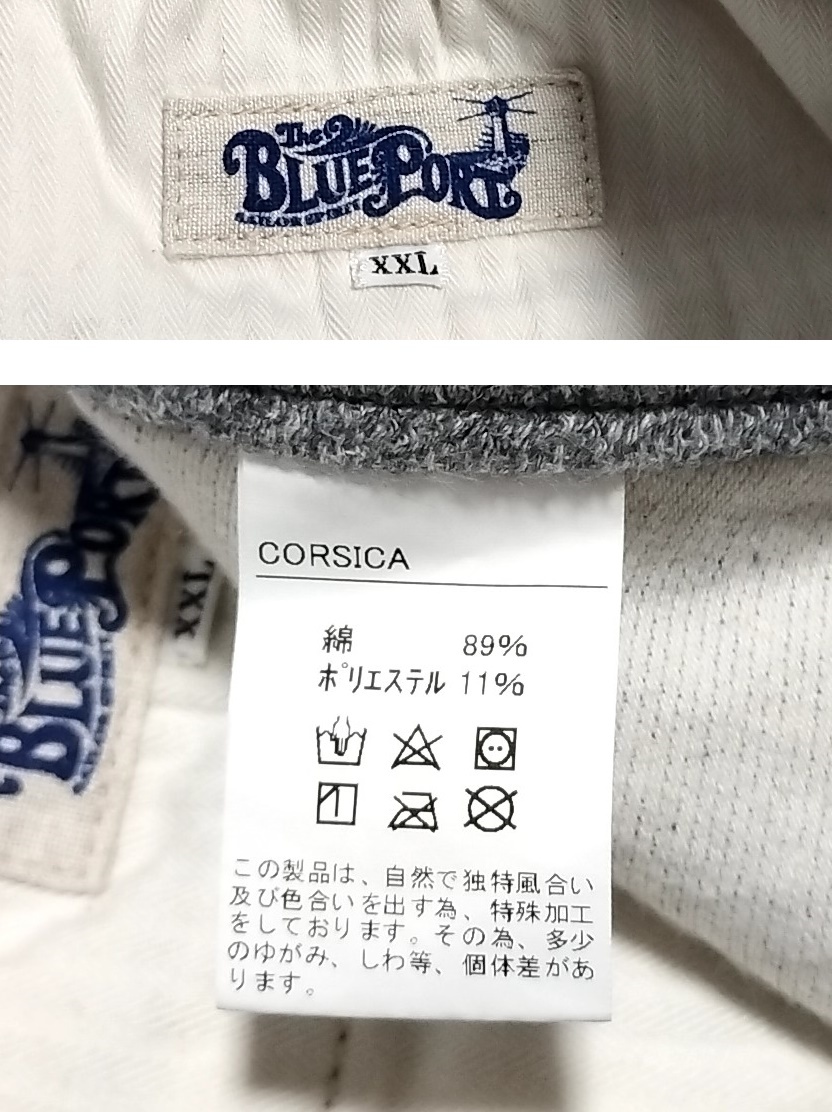 The
BLUE PORT
XXL
CORSICA
綿 89%
ポリエステル 11%
この製品は、自然で独特風合い
及び色合いを出す為、特殊加工
をしております。その為、多少
のゆがみ、しわ等、個体差があ
ります。
BLUE PORT
XXL